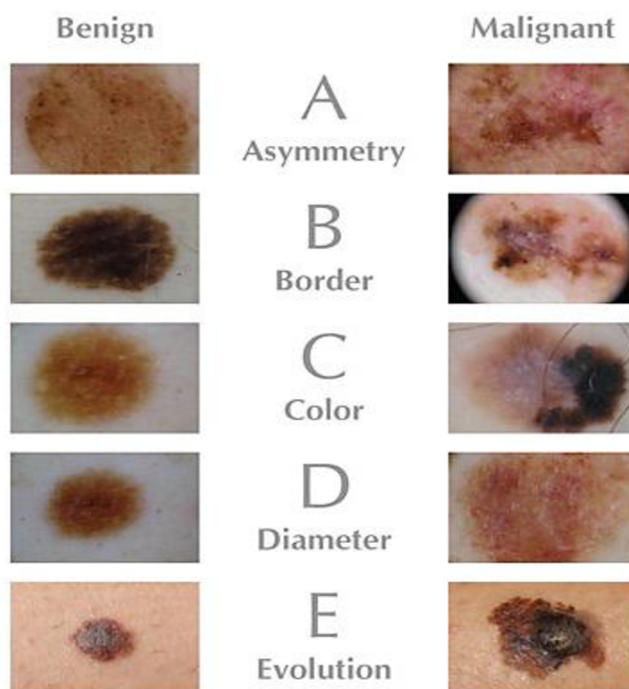 Benign
Malignant
A
Asymmetry
B
Border
C
Color
D
Diameter
E
Evolution